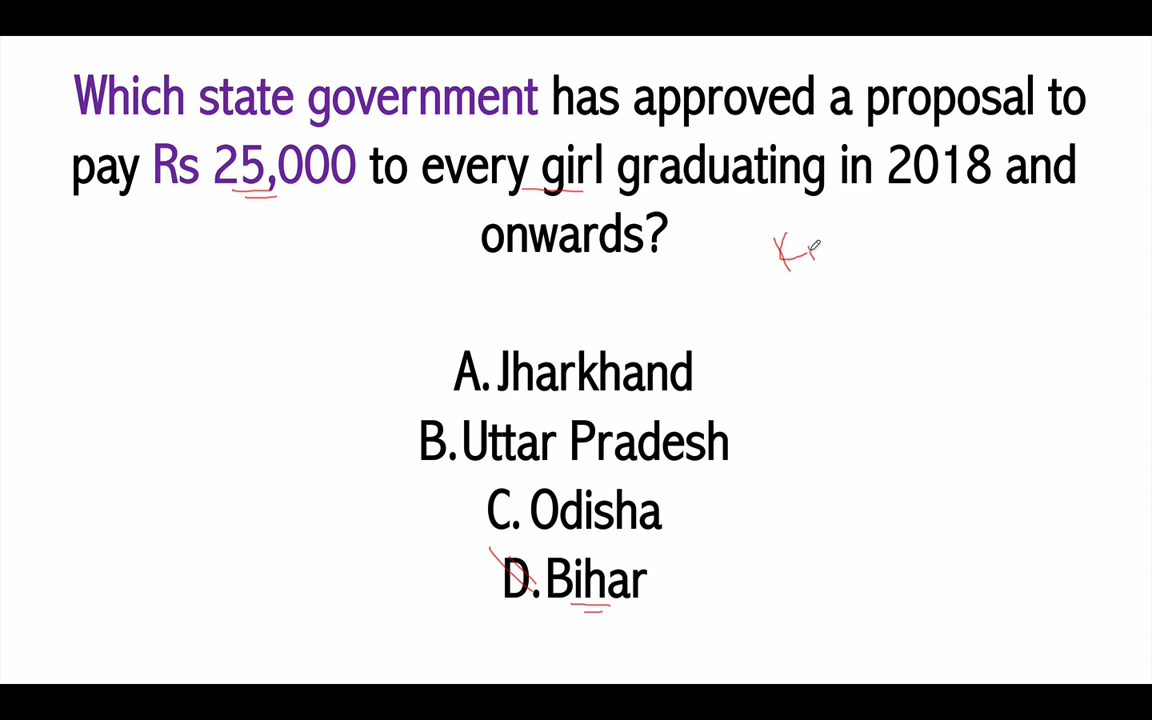 Which state government has approved a proposal to
pay Rs 25,000 to every girl graduating in 2018 and
onwards?
A. Jharkhand
B. Uttar Pradesh
C. Odisha
D. Bihar